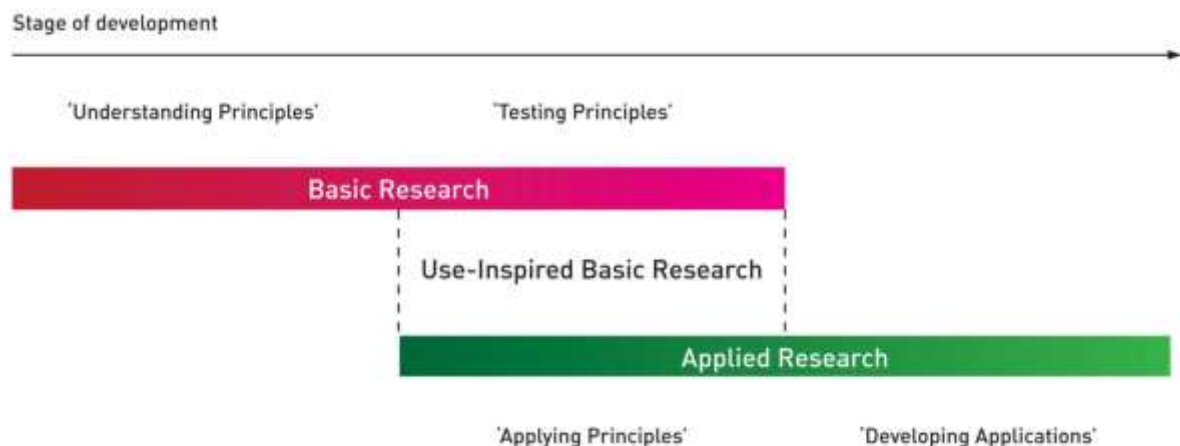 Stage of development
'Understanding Principles' 'Testing Principles'
Basic Research
Use-Inspired Basic Research
Applied Research
'Applying Principles' 'Developing Applications'